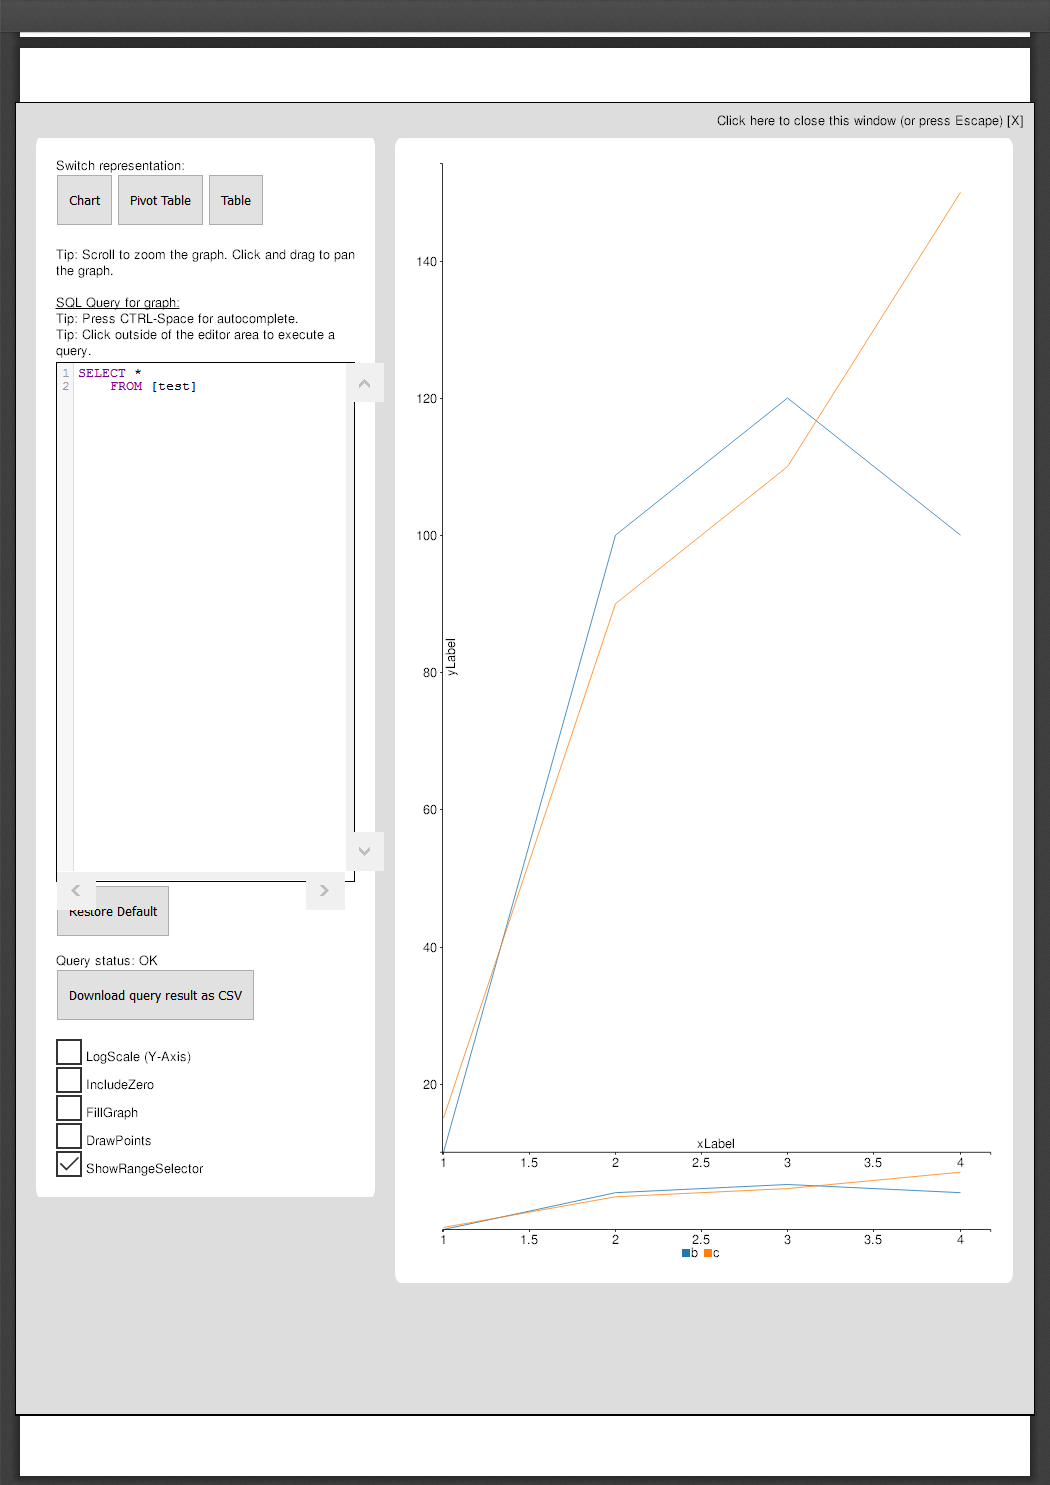 Click here to close this window (or press Escape) [X]
Switch representation:
Chart
Pivot Table
Table
Tip: Scroll to zoom the graph. Click and drag to pan
the graph.
SQL Query for graph:
Tip: Press CTRL-Space for autocomplete.
Tip: Click outside of the editor area to execute a
query.
1 SELECT *
2 FROM [test]
Restore Default
Query status: OK
Download query result as CSV
LogScale (Y-Axis)
IncludeZero
FillGraph
DrawPoints
ShowRangeSelector
140
120
100
80
60
40
20
yLabel
xLabel
1 1.5 2 2.5 3 3.5 4
1 1.5 2 2.5 3 3.5 4
b c